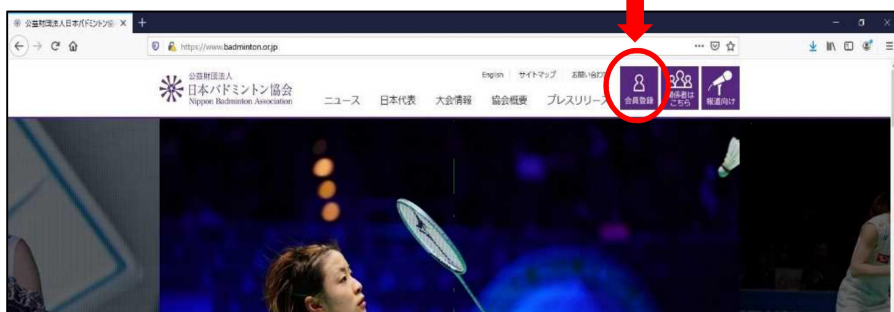 公益財団法人日本バドミントン協
https://www.badminton.or.jp
English サイトマップ お問い合わ
公益財団法人
日本バドミントン協会
Nippon Badminton Association
ニュース 日本代表 大会情報 協会概要 プレスリリース
会員登録
関係者は
こちら
報道向け